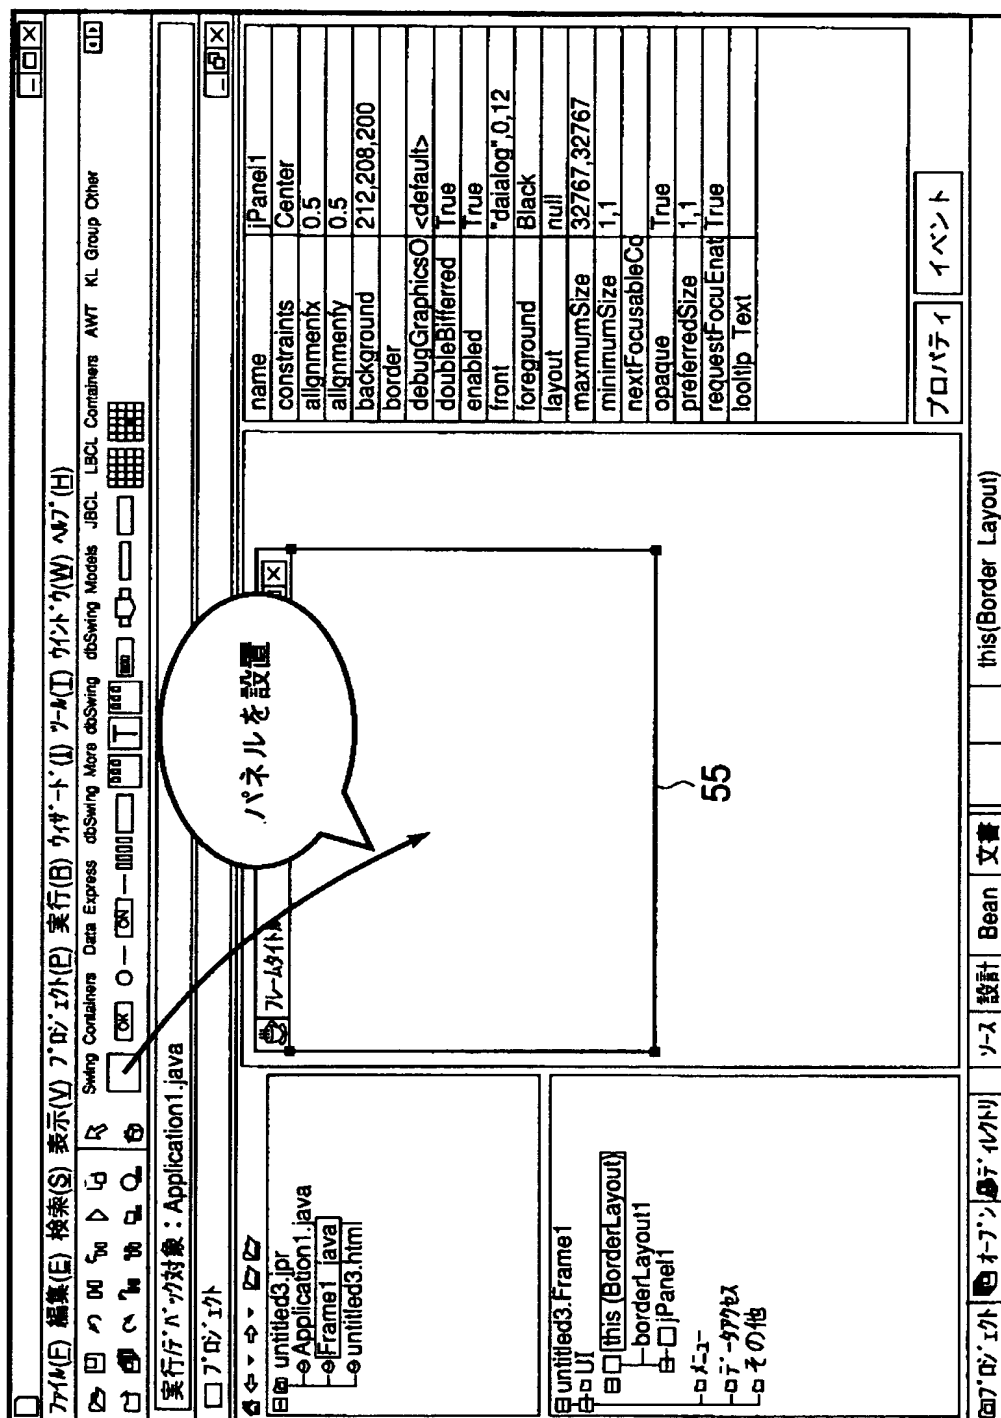 ファイル(F) 編集(E) 検索(S) 表示(V) プロジェクト(P) 実行(B) ウィザード(I) ツール(T) ウインドウ(W) ヘルプ(H)
Swing Containers Data Express dbSwing More dbSwing dbSwing Models JBCL LBCL Containers AWT KL Group Other
OK ON
実行/デバック対象：Application1.java
プロジェクト
untitled3.jpr
Application1.java
Frame1 java
untitled3.html
untitled3.Frame1
UI
this (BorderLayout)
borderLayout1
jPanel1
メニュー
データアクセス
その他
フレームタイトル
パネルを設置
55
name jPanel1
constraints Center
allgnmenfx 0.5
allgnmenfy 0.5
background 212,208,200
border
debugGraphicsO <default>
doubleBifferred True
enabled True
front "daialog",0,12
foreground Black
layout null
maxmumSize 32767,32767
minimumSize 1,1
nextFocusableCo
opaque True
preferredSize 1,1
requestFocuEnat True
looltlp Text
プロパティ イベント
プロジェクト オープン ディレクトリ ソース 設計 Bean 文書 this(Border Layout)